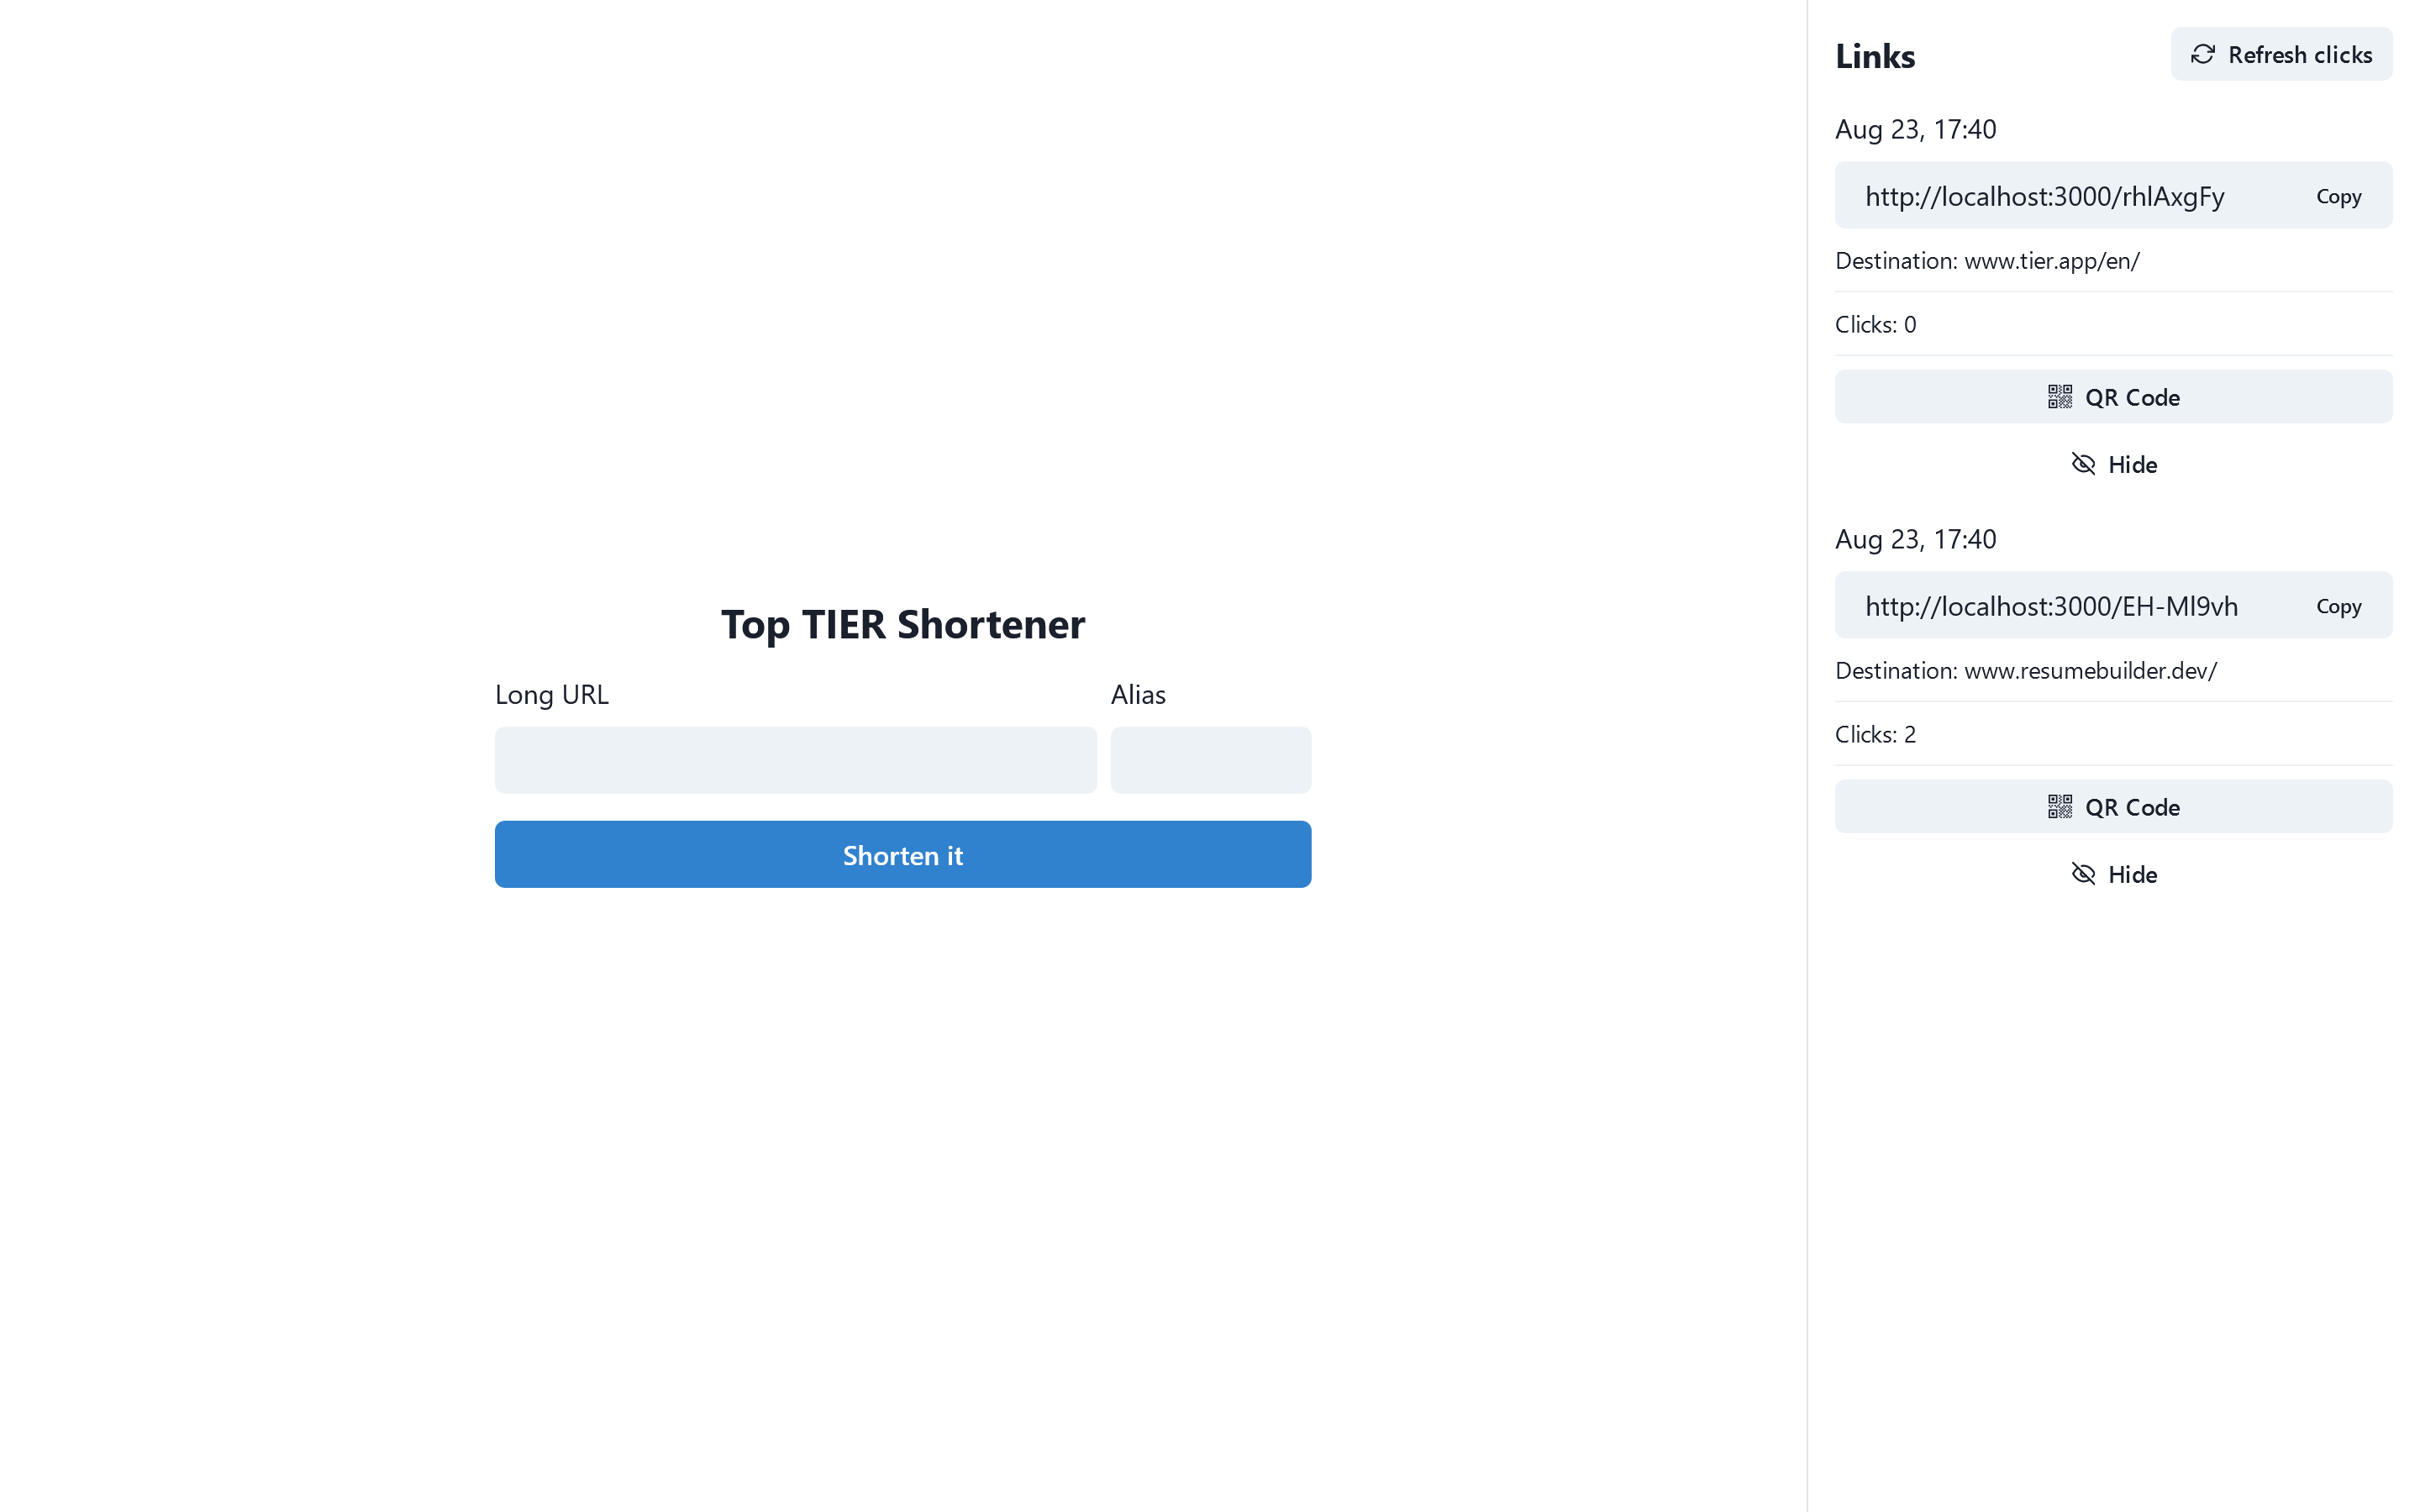 Top TIER Shortener
Long URL
Alias
Shorten it
Links
Refresh clicks
Aug 23, 17:40
http://localhost:3000/rhlAxgFy
Copy
Destination: www.tier.app/en/
Clicks: 0
QR Code
Hide
Aug 23, 17:40
http://localhost:3000/EH-Ml9vh
Copy
Destination: www.resumebuilder.dev/
Clicks: 2
QR Code
Hide